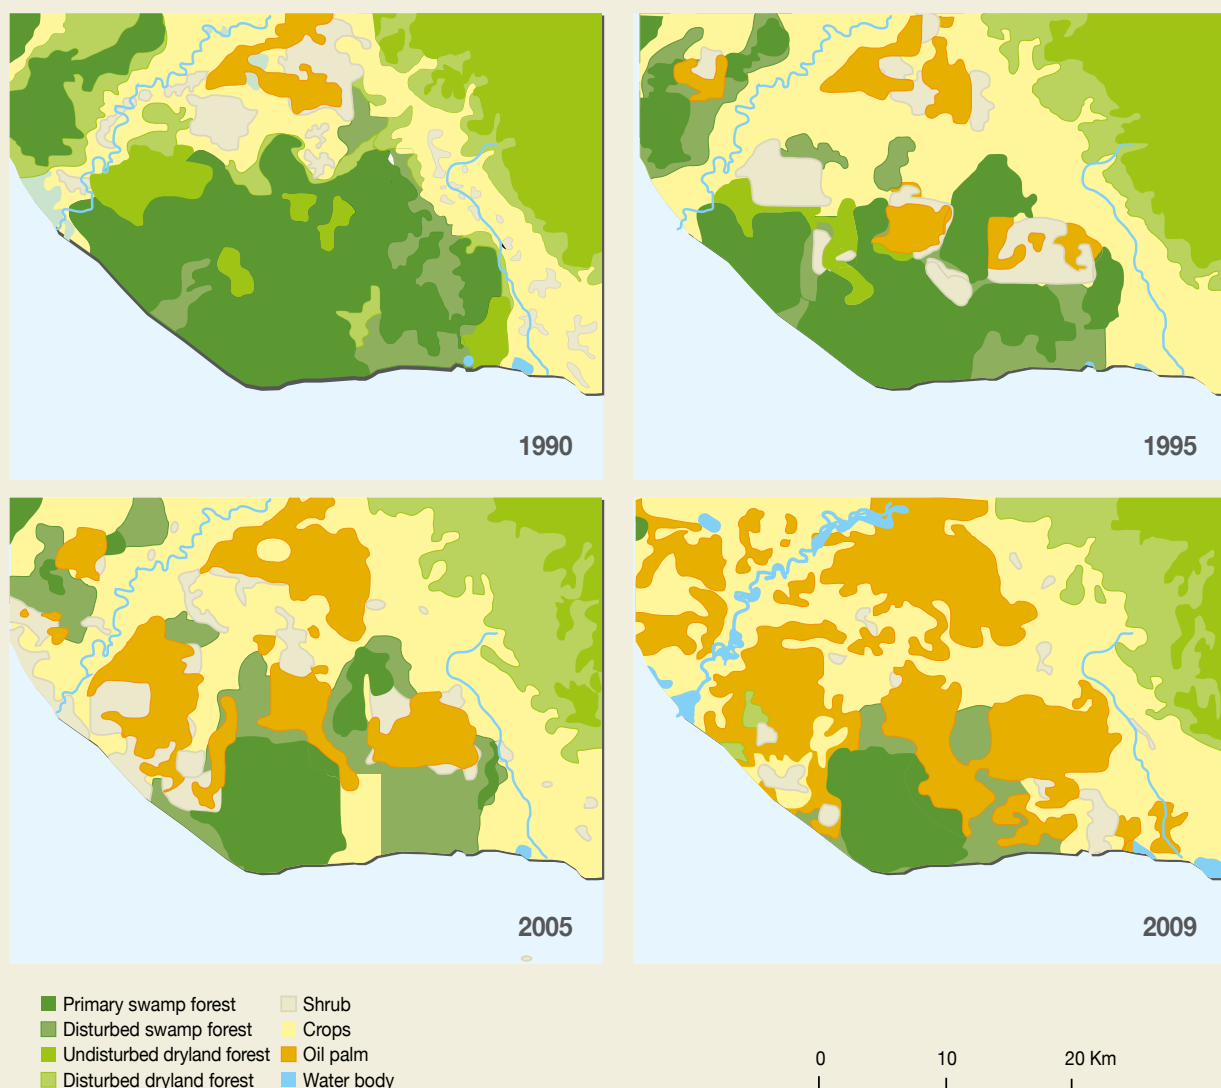 1990
1995
2005
2009
Primary swamp forest
Disturbed swamp forest
Undisturbed dryland forest
Disturbed dryland forest
Shrub
Crops
Oil palm
Water body
0 10 20 Km